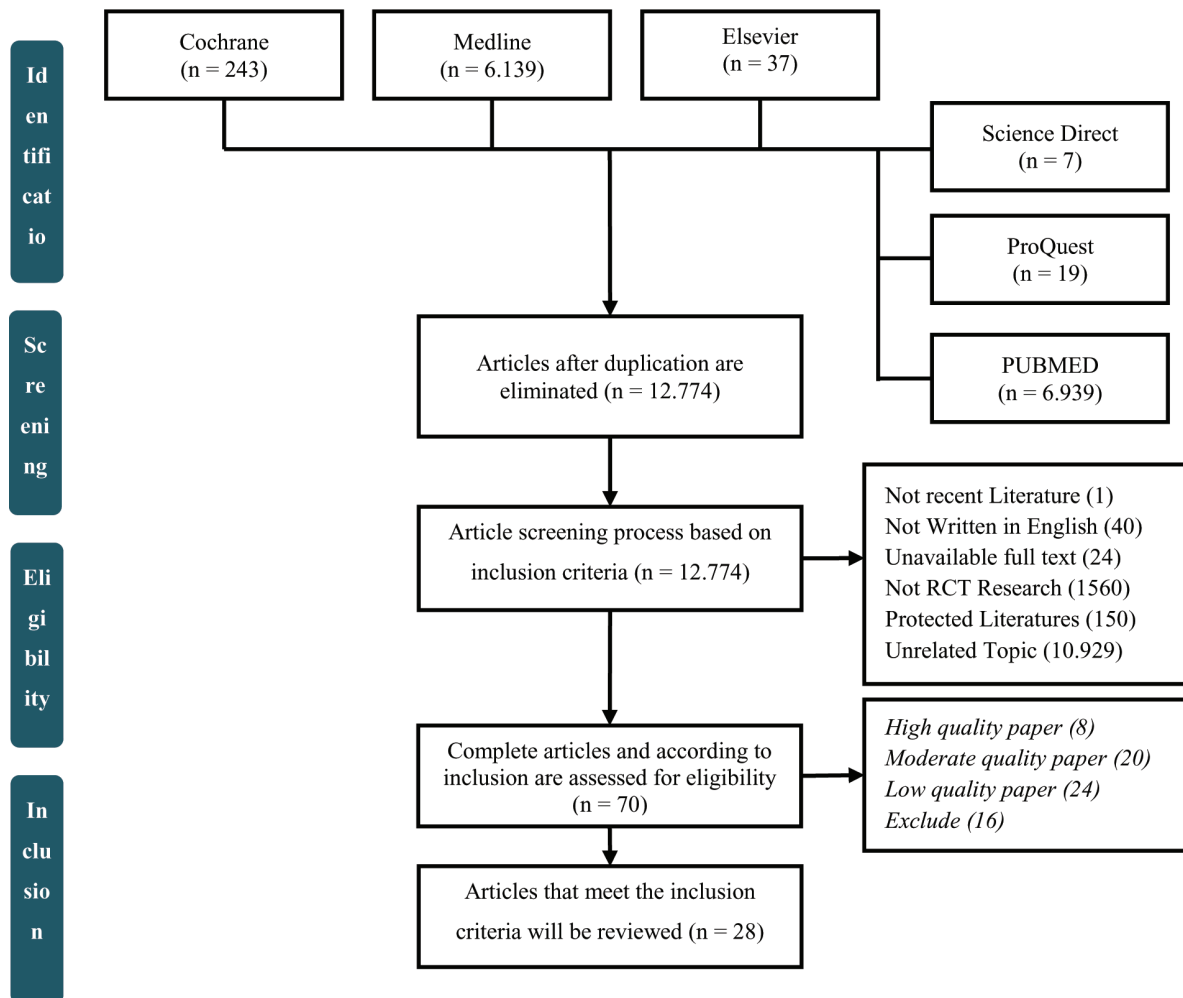 Cochrane
(n = 243)
Medline
(n = 6.139)
Elsevier
(n = 37)
Id
en
tifi
cat
io
Science Direct
(n = 7)
ProQuest
(n = 19)
PUBMED
(n = 6.939)
Sc
re
eni
ng
Articles after duplication are
eliminated (n = 12.774)
Article screening process based on
inclusion criteria (n = 12.774)
Not recent Literature (1)
Not Written in English (40)
Unavailable full text (24)
Not RCT Research (1560)
Protected Literatures (150)
Unrelated Topic (10.929)
Eli
gi
bil
ity
Complete articles and according to
inclusion are assessed for eligibility
(n = 70)
High quality paper (8)
Moderate quality paper (20)
Low quality paper (24)
Exclude (16)
In
clu
sio
n
Articles that meet the inclusion
criteria will be reviewed (n = 28)